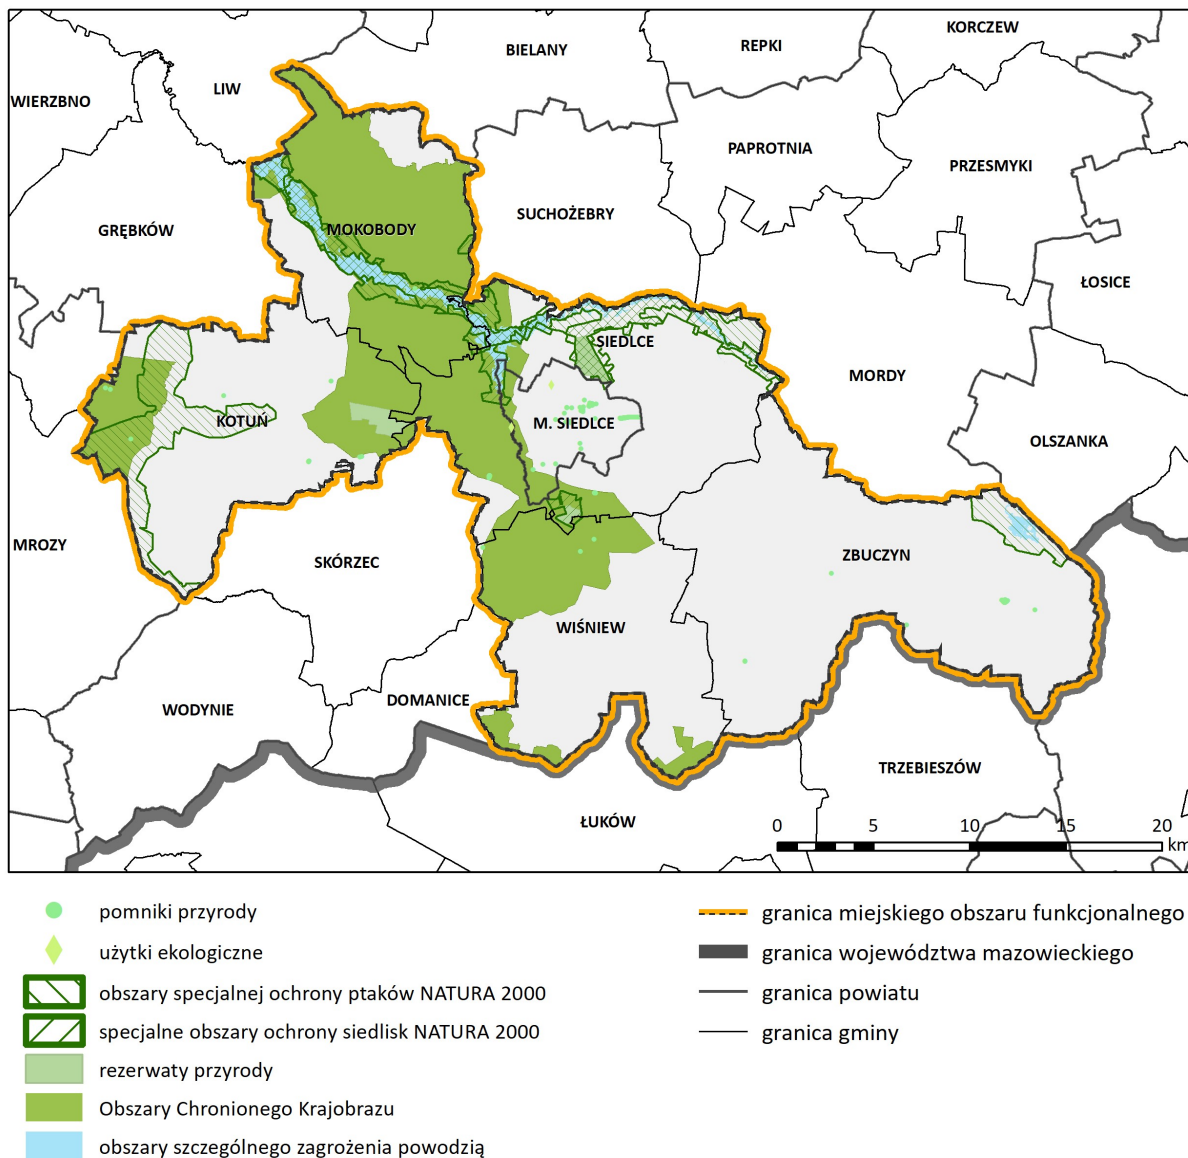 KORCZEW
BIELANY
REPKI
LIW
WIERZBNO
PAPROTNIA
PRZESMYKI
SUCHOŻEBRY
GRĘBKÓW
MOKOBODY
ŁOSICE
SIEDLCE
MORDY
KOTUŃ
M. SIEDLCE
OLSZANKA
MROZY
SKÓRZEC
ZBUCZYN
WIŚNIEW
DOMANICE
WODYNIE
TRZEBIESZÓW
ŁUKÓW
0 5 10 15 20
km
pomniki przyrody
użytki ekologiczne
obszary specjalnej ochrony ptaków NATURA 2000
specjalne obszary ochrony siedlisk NATURA 2000
rezerwaty przyrody
Obszary Chronionego Krajobrazu
obszary szczególnego zagrożenia powodzią
granica miejskiego obszaru funkcjonalnego
granica województwa mazowieckiego
granica powiatu
granica gminy